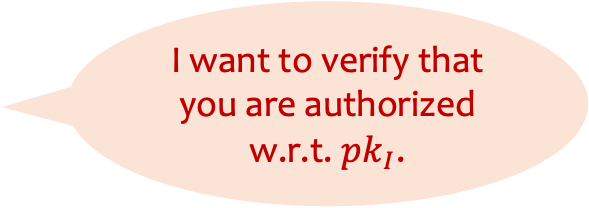 I want to verify that
you are authorized
w.r.t. $pk_I$.